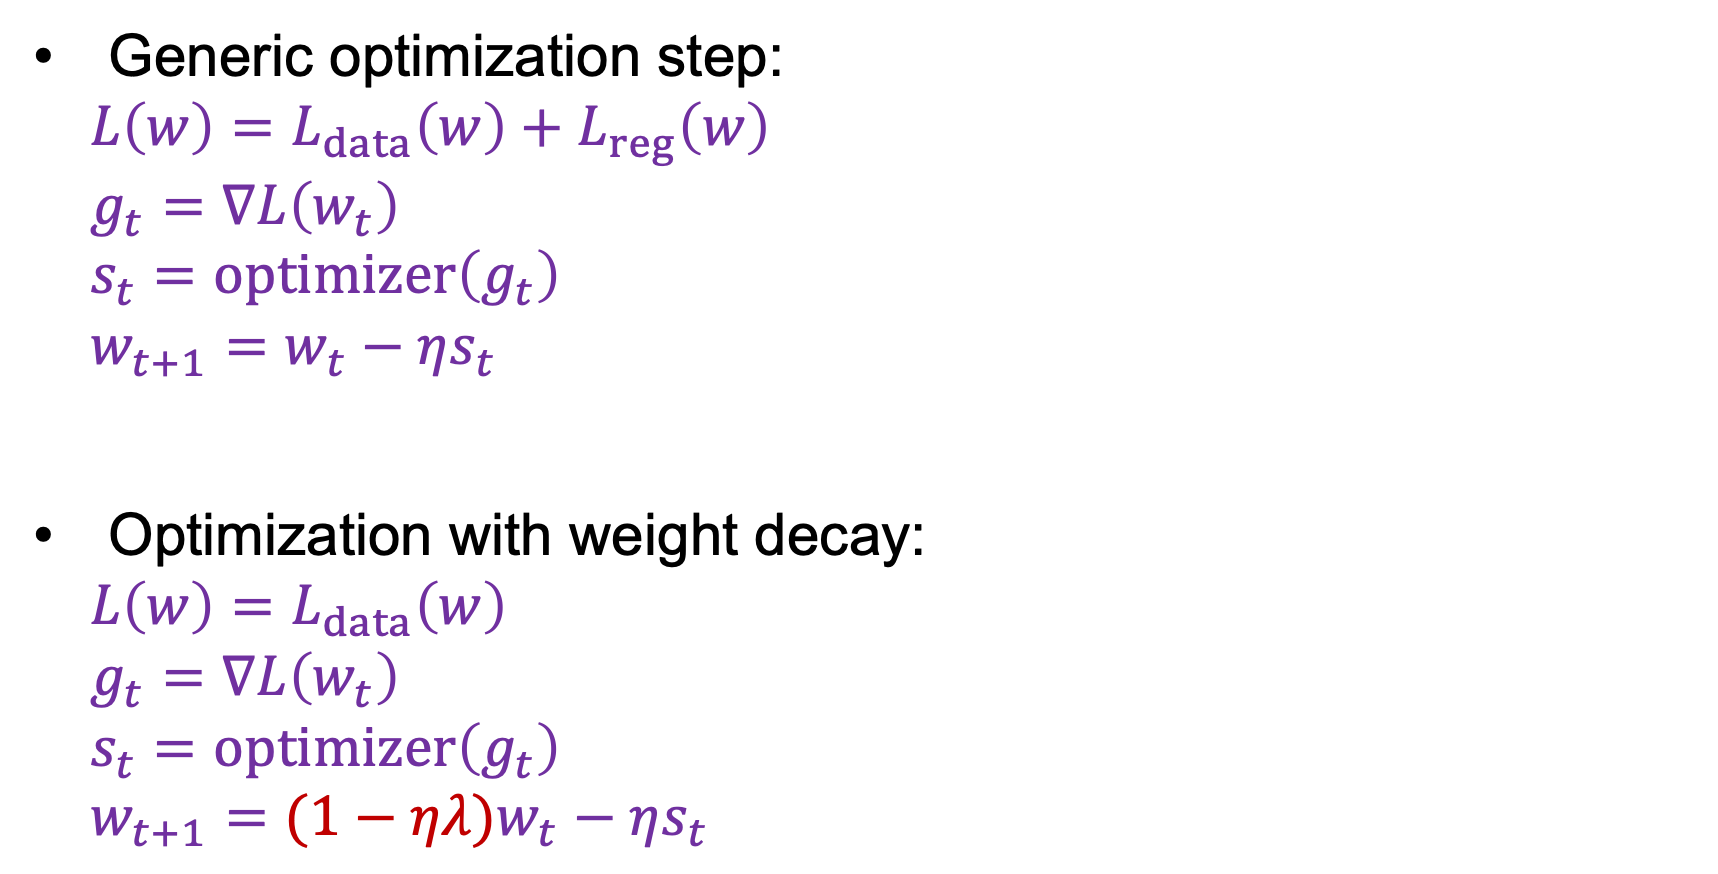 • Generic optimization step:
L(w) = L_data(w) + L_reg(w)
g_t = ∇L(w_t)
s_t = optimizer(g_t)
w_{t+1} = w_t − ηs_t
• Optimization with weight decay:
L(w) = L_data(w)
g_t = ∇L(w_t)
s_t = optimizer(g_t)
w_{t+1} = (1 − ηλ)w_t − ηs_t